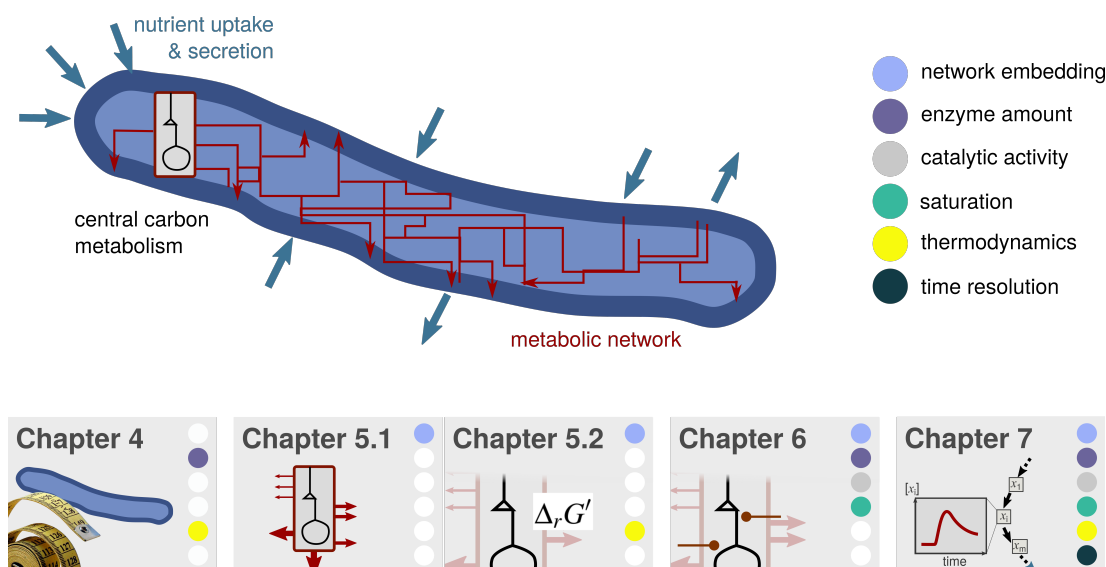 nutrient uptake
& secretion
central carbon
metabolism
metabolic network
network embedding
enzyme amount
catalytic activity
saturation
thermodynamics
time resolution
Chapter 4
Chapter 5.1
Chapter 5.2
ΔᵣG′
Chapter 6
Chapter 7
[xᵢ]
time
x₁
xᵢ
xₘ